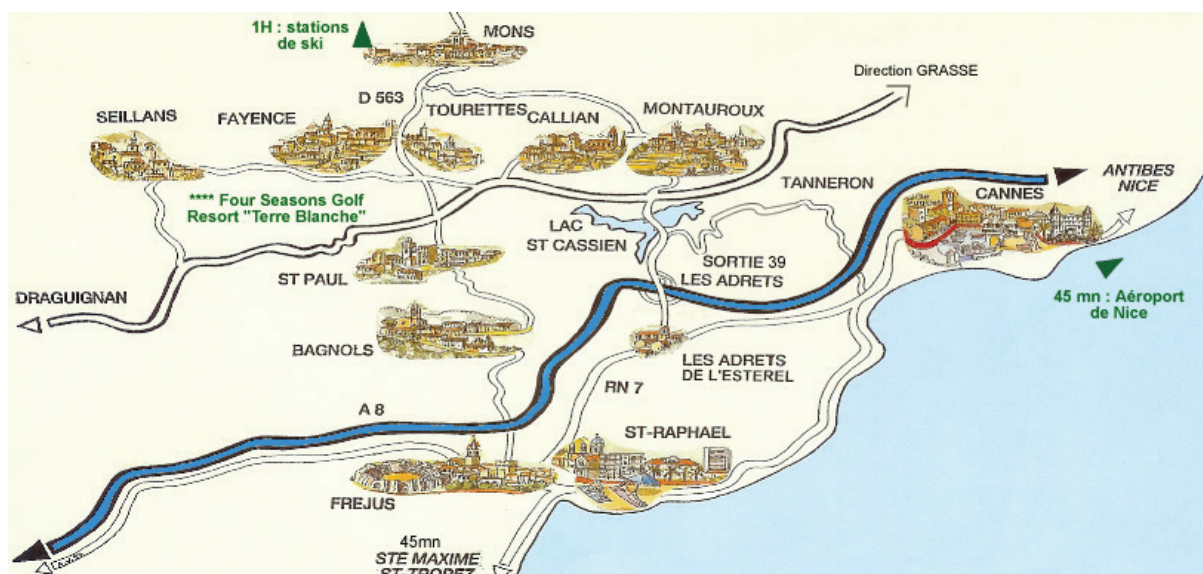 1H : stations
de ski
MONS
Direction GRASSE
D 563
SEILLANS
FAYENCE
TOURETTES
CALLIAN
MONTAUROUX
ANTIBES
NICE
TANNERON
CANNES
**** Four Seasons Golf
Resort "Terre Blanche"
LAC
ST CASSIEN
SORTIE 39
LES ADRETS
ST PAUL
DRAGUIGNAN
45 mn : Aéroport
de Nice
BAGNOLS
LES ADRETS
DE L'ESTEREL
RN 7
A 8
ST-RAPHAEL
FREJUS
45mn
STE MAXIME
ST-TROPEZ